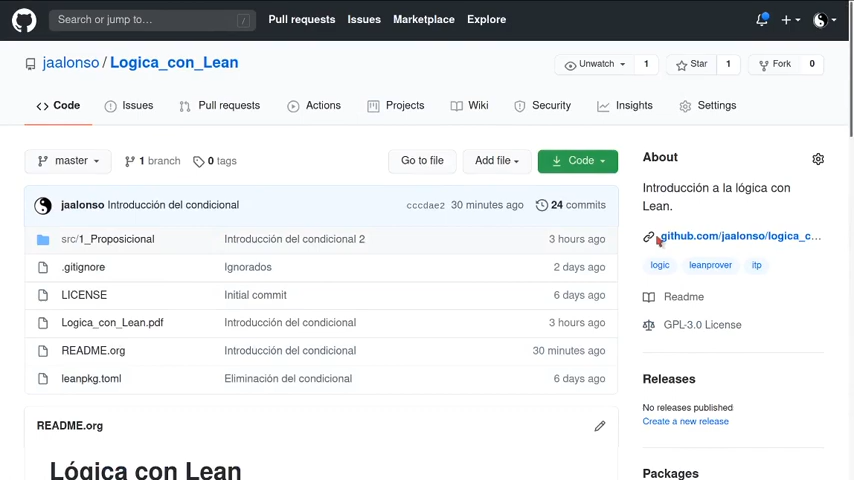 Search or jump to… /
Pull requests Issues Marketplace Explore
jaalonso / Logica_con_Lean
Unwatch 1 Star 1 Fork 0
Code Issues Pull requests Actions Projects Wiki Security Insights Settings
master 1 branch 0 tags Go to file Add file Code
jaalonso Introducción del condicional cccdae2 30 minutes ago 24 commits
src/1_Proposicional Introducción del condicional 2 3 hours ago
.gitignore Ignorados 2 days ago
LICENSE Initial commit 6 days ago
Logica_con_Lean.pdf Introducción del condicional 3 hours ago
README.org Introducción del condicional 30 minutes ago
leanpkg.toml Eliminación del condicional 6 days ago
README.org
Lógica con Lean
About
Introducción a la lógica con
Lean.
github.com/jaalonso/logica_c...
logic leanprover itp
Readme
GPL-3.0 License
Releases
No releases published
Create a new release
Packages